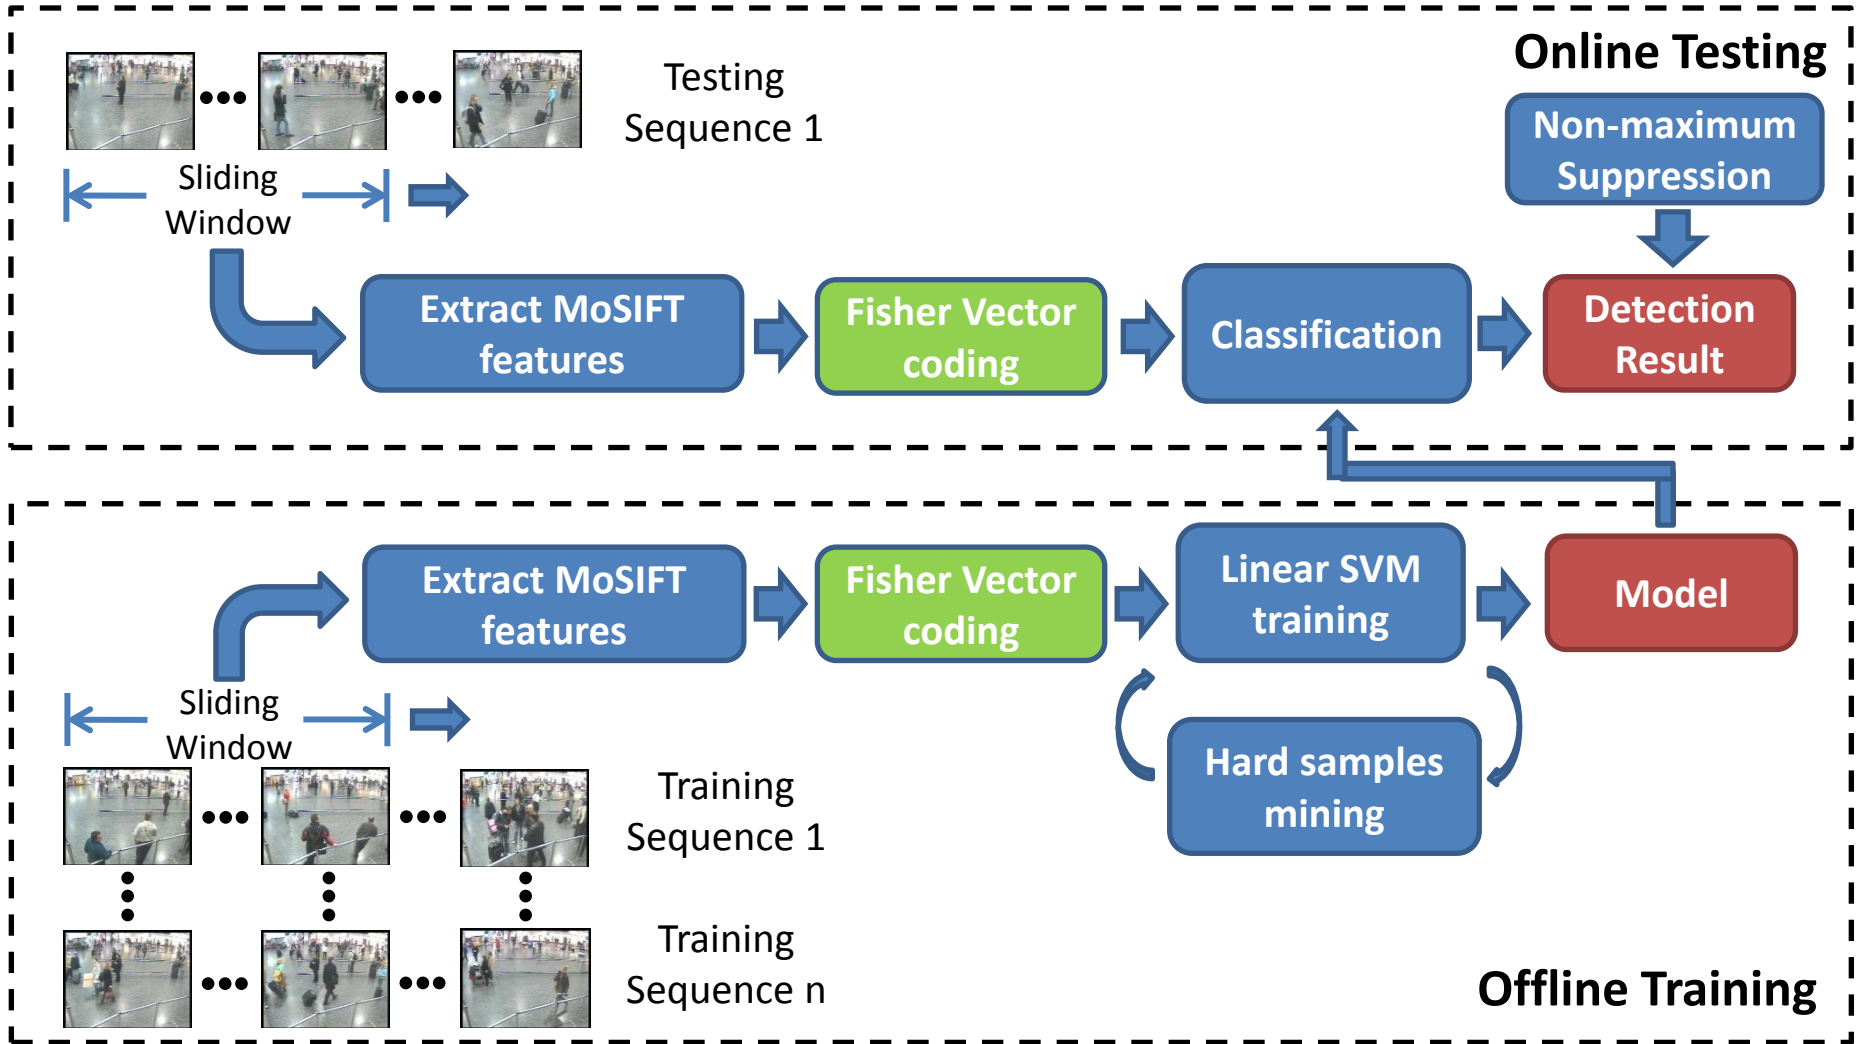 Online Testing
Testing
Sequence 1
Sliding
Window
Non-maximum
Suppression
Extract MoSIFT
features
Fisher Vector
coding
Classification
Detection
Result
Extract MoSIFT
features
Fisher Vector
coding
Linear SVM
training
Model
Sliding
Window
Hard samples
mining
Training
Sequence 1
Training
Sequence n
Offline Training